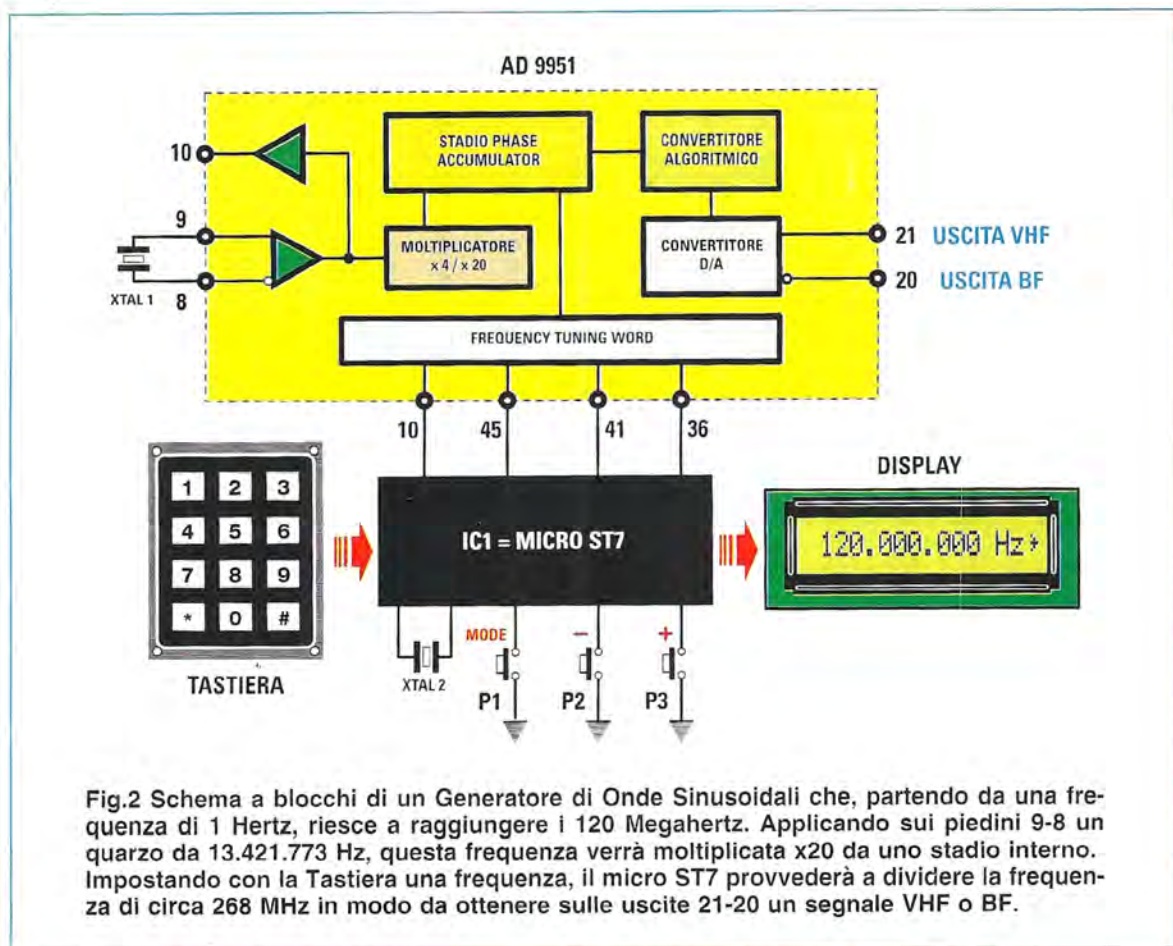 AD 9951
10
STADIO PHASE
ACCUMULATOR
CONVERTITORE
ALGORITMICO
9
MOLTIPLICATORE
x 4 / x 20
CONVERTITORE
D/A
21 USCITA VHF
XTAL 1
8
20 USCITA BF
FREQUENCY TUNING WORD
10
45
41
36
1
2
3
4
5
6
7
8
9
*
0
#
TASTIERA
IC1 = MICRO ST7
DISPLAY
120.000.000 Hz*
MODE
−
+
XTAL 2
P1
P2
P3
Fig.2 Schema a blocchi di un Generatore di Onde Sinusoidali che, partendo da una fre-
quenza di 1 Hertz, riesce a raggiungere i 120 Megahertz. Applicando sui piedini 9-8 un
quarzo da 13.421.773 Hz, questa frequenza verrà moltiplicata x20 da uno stadio interno.
Impostando con la Tastiera una frequenza, il micro ST7 provvederà a dividere la frequen-
za di circa 268 MHz in modo da ottenere sulle uscite 21-20 un segnale VHF o BF.